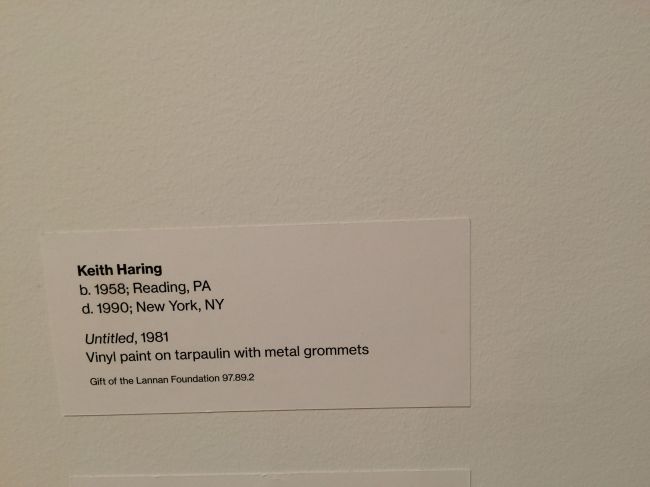 Keith Haring
b. 1958; Reading, PA
d. 1990; New York, NY
Untitled, 1981
Vinyl paint on tarpaulin with metal grommets
Gift of the Lannan Foundation 97.89.2